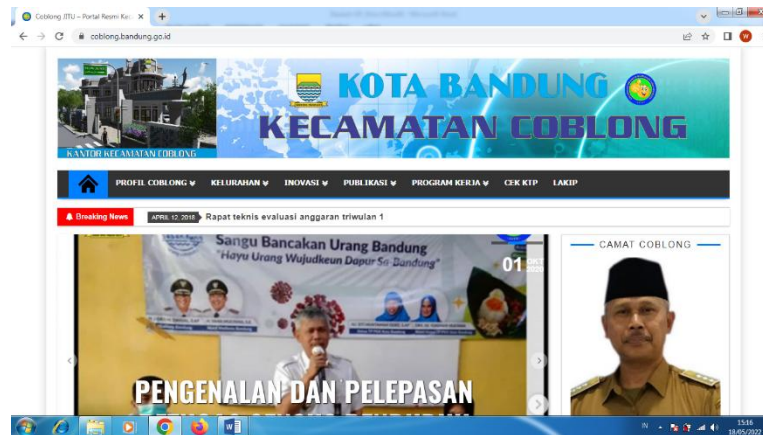 Coblong JITU – Portal Resmi Ke
coblong.bandung.go.id
W
KOTA BANDUNG
KECAMATAN COBLONG
KANTOR KECAMATAN COBLONG
PROFIL COBLONG KELURAHAN INOVASI PUBLIKASI PROGRAM KERJA CEK KTP LAKIP
Breaking News APRIL 12, 2018 Rapat teknis evaluasi anggaran triwulan 1
Sangu Bancakan Urang Bandung
"Hayu Urang Wujudkeun Dapur Sa-Bandung"
01 OKT 2020
PENGENALAN DAN PELEPASAN
CAMAT COBLONG
IN 15:16
18/05/2022